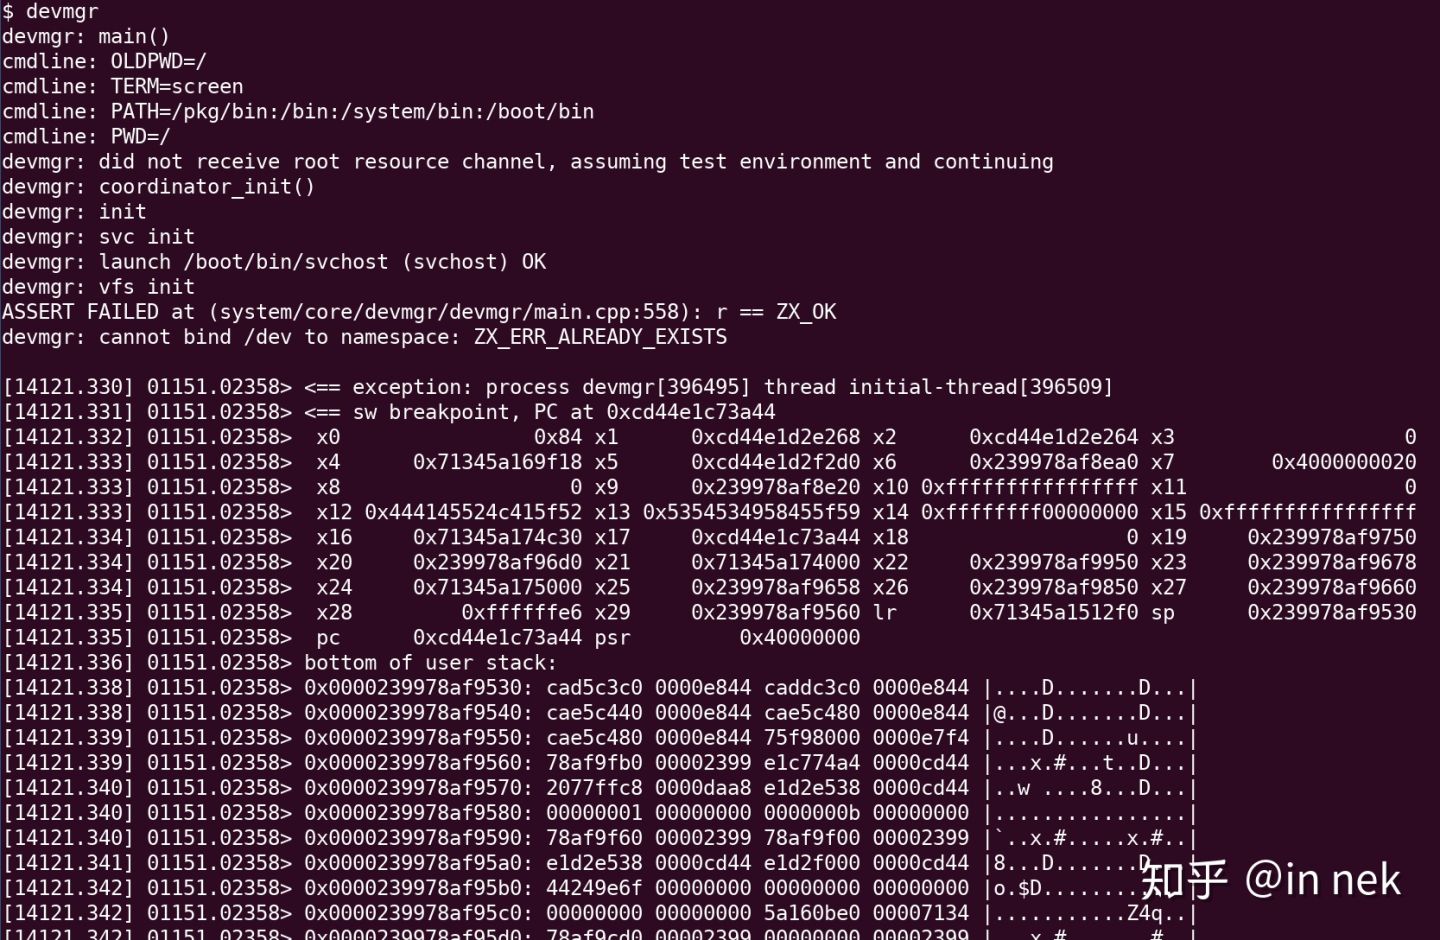 $ devmgr
devmgr: main()
cmdline: OLDPWD=/
cmdline: TERM=screen
cmdline: PATH=/pkg/bin:/bin:/system/bin:/boot/bin
cmdline: PWD=/
devmgr: did not receive root resource channel, assuming test environment and continuing
devmgr: coordinator_init()
devmgr: init
devmgr: svc init
devmgr: launch /boot/bin/svchost (svchost) OK
devmgr: vfs init
ASSERT FAILED at (system/core/devmgr/devmgr/main.cpp:558): r == ZX_OK
devmgr: cannot bind /dev to namespace: ZX_ERR_ALREADY_EXISTS
[14121.330] 01151.02358> <== exception: process devmgr[396495] thread initial-thread[396509]
[14121.331] 01151.02358> <== sw breakpoint, PC at 0xcd44e1c73a44
[14121.332] 01151.02358>  x0                0x84 x1      0xcd44e1d2e268 x2      0xcd44e1d2e264 x3                   0
[14121.333] 01151.02358>  x4      0x71345a169f18 x5      0xcd44e1d2f2d0 x6      0x239978af8ea0 x7        0x4000000020
[14121.333] 01151.02358>  x8                   0 x9      0x239978af8e20 x10 0xffffffffffffffff x11                  0
[14121.333] 01151.02358>  x12 0x444145524c415f52 x13 0x5354534958455f59 x14 0xffffffff00000000 x15 0xffffffffffffffff
[14121.334] 01151.02358>  x16     0x71345a174c30 x17     0xcd44e1c73a44 x18                  0 x19     0x239978af9750
[14121.334] 01151.02358>  x20     0x239978af96d0 x21     0x71345a174000 x22     0x239978af9950 x23     0x239978af9678
[14121.334] 01151.02358>  x24     0x71345a175000 x25     0x239978af9658 x26     0x239978af9850 x27     0x239978af9660
[14121.335] 01151.02358>  x28         0xffffffe6 x29     0x239978af9560 lr      0x71345a1512f0 sp      0x239978af9530
[14121.335] 01151.02358>  pc      0xcd44e1c73a44 psr         0x40000000
[14121.336] 01151.02358> bottom of user stack:
[14121.338] 01151.02358> 0x0000239978af9530: cad5c3c0 0000e844 caddc3c0 0000e844 |....D.......D...|
[14121.338] 01151.02358> 0x0000239978af9540: cae5c440 0000e844 cae5c480 0000e844 |@...D.......D...|
[14121.339] 01151.02358> 0x0000239978af9550: cae5c480 0000e844 75f98000 0000e7f4 |....D......u....|
[14121.339] 01151.02358> 0x0000239978af9560: 78af9fb0 00002399 e1c774a4 0000cd44 |...x.#...t..D...|
[14121.340] 01151.02358> 0x0000239978af9570: 2077ffc8 0000daa8 e1d2e538 0000cd44 |..w ....8...D...|
[14121.340] 01151.02358> 0x0000239978af9580: 00000001 00000000 0000000b 00000000 |................|
[14121.340] 01151.02358> 0x0000239978af9590: 78af9f60 00002399 78af9f00 00002399 |`..x.#.....x.#..|
[14121.341] 01151.02358> 0x0000239978af95a0: e1d2e538 0000cd44 e1d2f000 0000cd44 |8...D.......D...|
[14121.342] 01151.02358> 0x0000239978af95b0: 44249e6f 00000000 00000000 00000000 |o.$D............|
[14121.342] 01151.02358> 0x0000239978af95c0: 00000000 00000000 5a160be0 00007134 |...........Z4q..|
[14121.342] 01151.02358> 0x0000239978af95d0: 78af9cd0 00002399 00000000 00002399
知乎 @in nek